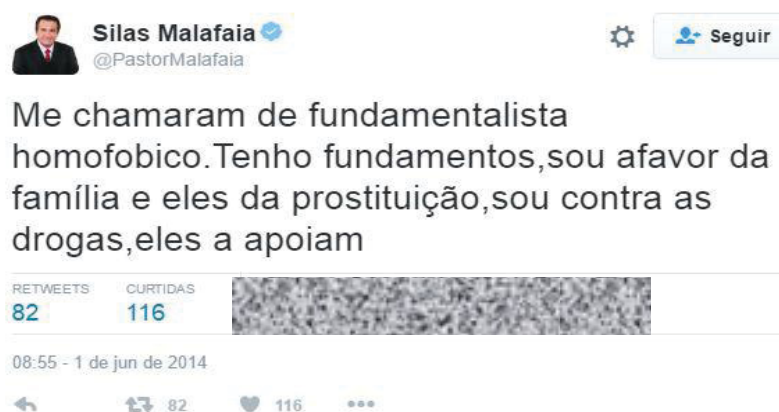 Silas Malafaia
@PastorMalafaia
Seguir
Me chamaram de fundamentalista
homofobico.Tenho fundamentos,sou afavor da
família e eles da prostituição,sou contra as
drogas,eles a apoiam
RETWEETS CURTIDAS
82 116
08:55 - 1 de jun de 2014
82 116